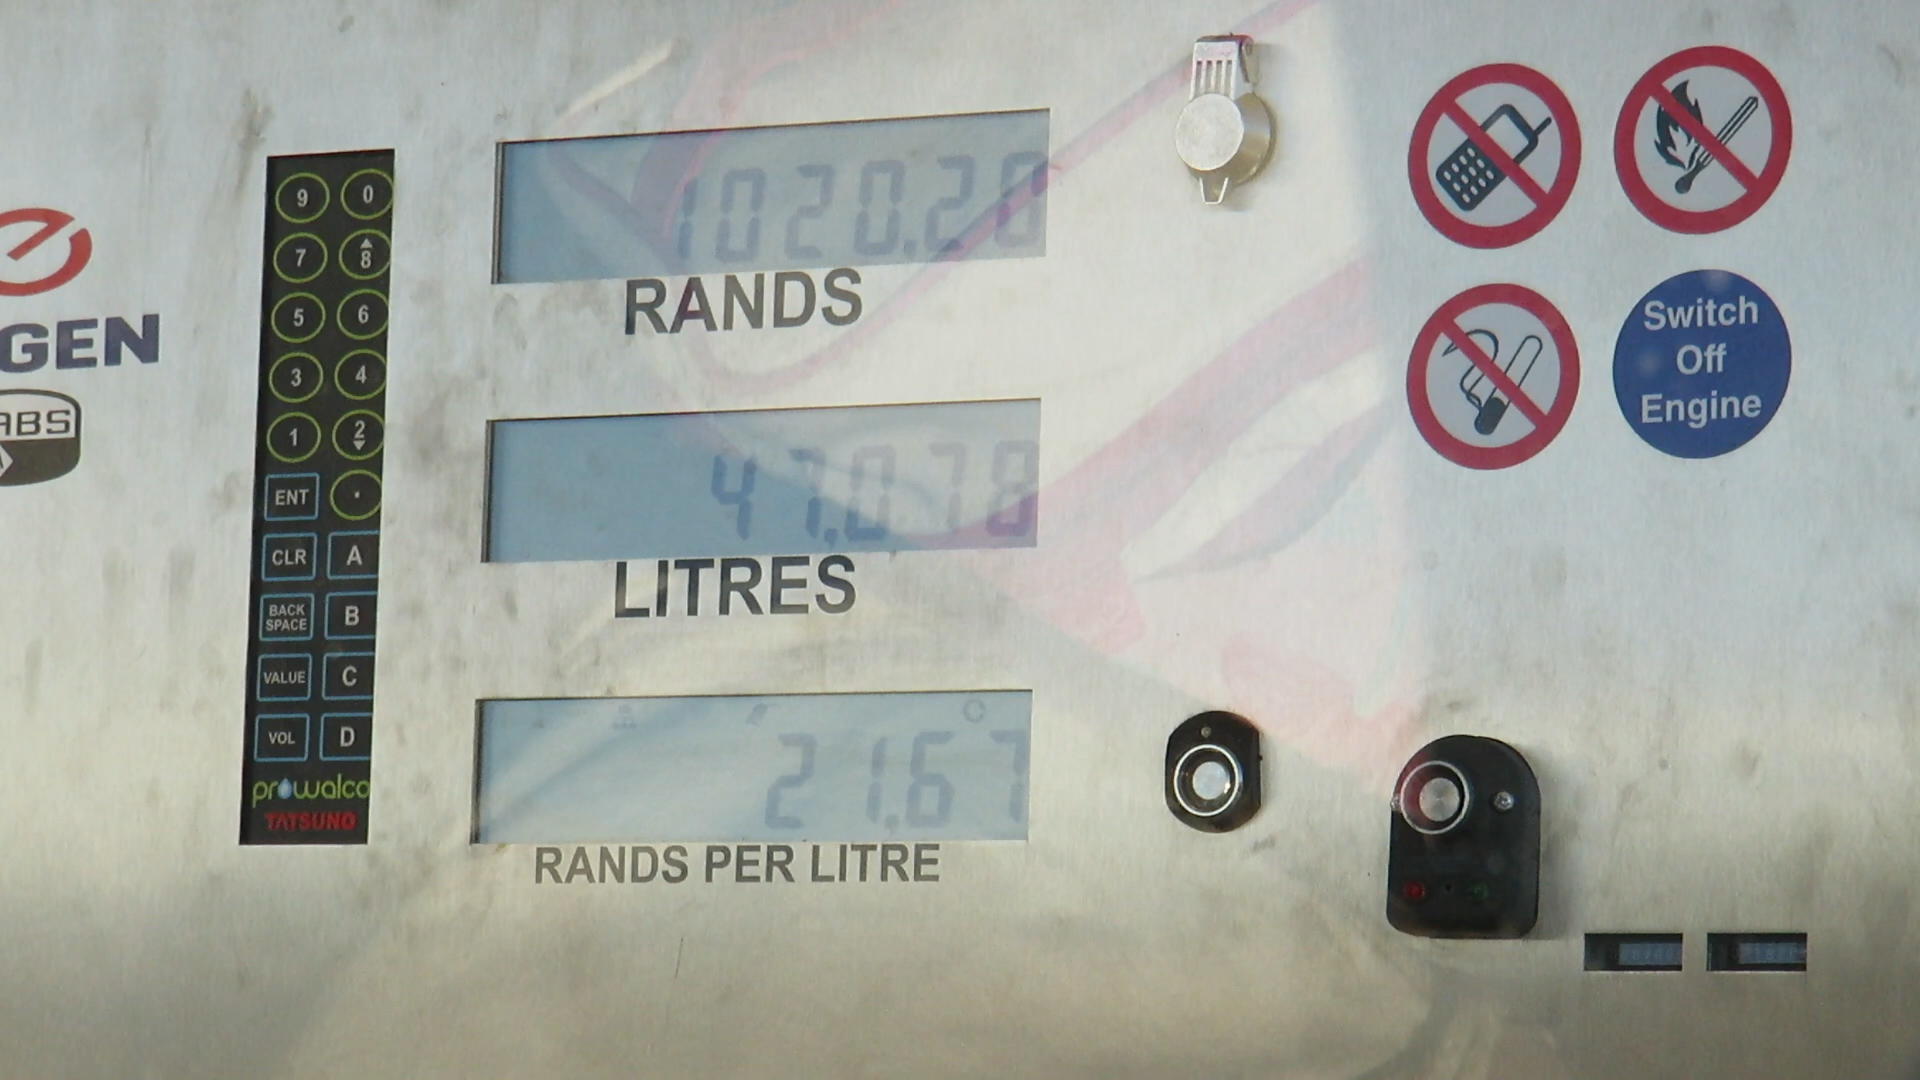 GEN
ABS
9 0
7 8
5 6
3 4
1 2
ENT .
CLR A
BACK SPACE B
VALUE C
VOL D
prowalco
TATSUNO
1020.20
RANDS
47.078
LITRES
21.67
RANDS PER LITRE
Switch
Off
Engine